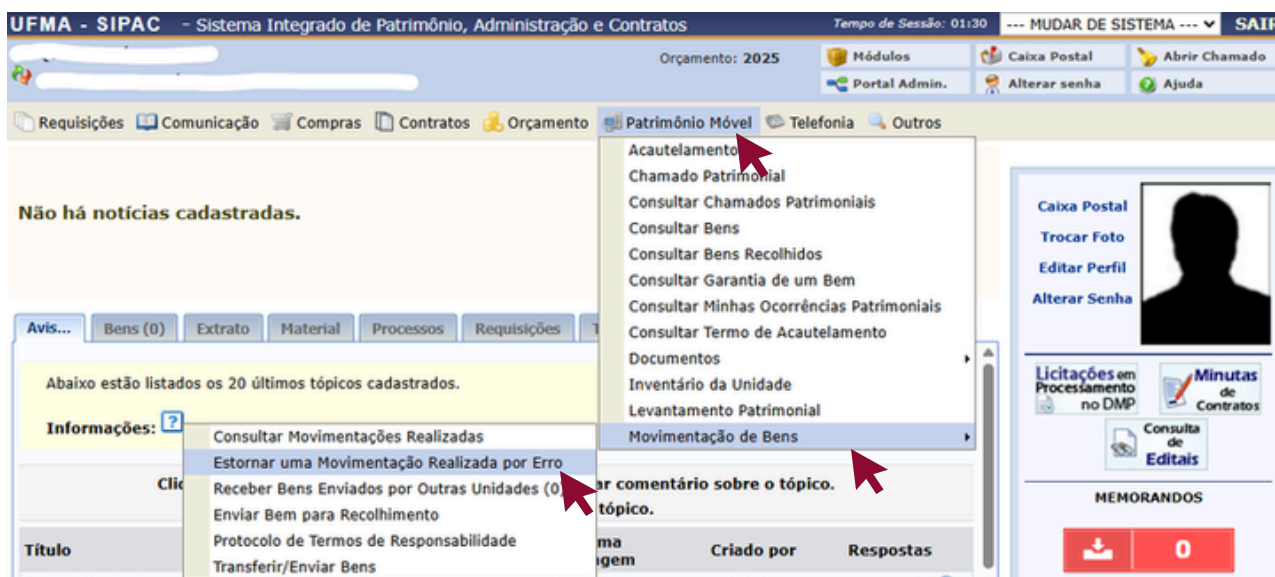 UFMA - SIPAC - Sistema Integrado de Patrimônio, Administração e Contratos
Tempo de Sessão: 01:30 --- MUDAR DE SISTEMA --- SAIR
Orçamento: 2025
Módulos Caixa Postal Abrir Chamado
Portal Admin. Alterar senha Ajuda
Requisições Comunicação Compras Contratos Orçamento Patrimônio Móvel Telefonia Outros
Acautelamento
Chamado Patrimonial
Consultar Chamados Patrimoniais
Consultar Bens
Consultar Bens Recolhidos
Consultar Garantia de um Bem
Consultar Minhas Ocorrências Patrimoniais
Consultar Termo de Acautelamento
Documentos
Inventário da Unidade
Levantamento Patrimonial
Movimentação de Bens
Não há notícias cadastradas.
Avis... Bens (0) Extrato Material Processos Requisições
Abaixo estão listados os 20 últimos tópicos cadastrados.
Informações: ?
Consultar Movimentações Realizadas
Estornar uma Movimentação Realizada por Erro
Receber Bens Enviados por Outras Unidades (0)
Enviar Bem para Recolhimento
Protocolo de Termos de Responsabilidade
Transferir/Enviar Bens
comentário sobre o tópico.
tópico.
Título Criado por Respostas
Caixa Postal
Trocar Foto
Editar Perfil
Alterar Senha
Licitações em
Processamento
no DMP
Minutas
de
Contratos
Consulta
de
Editais
MEMORANDOS
0